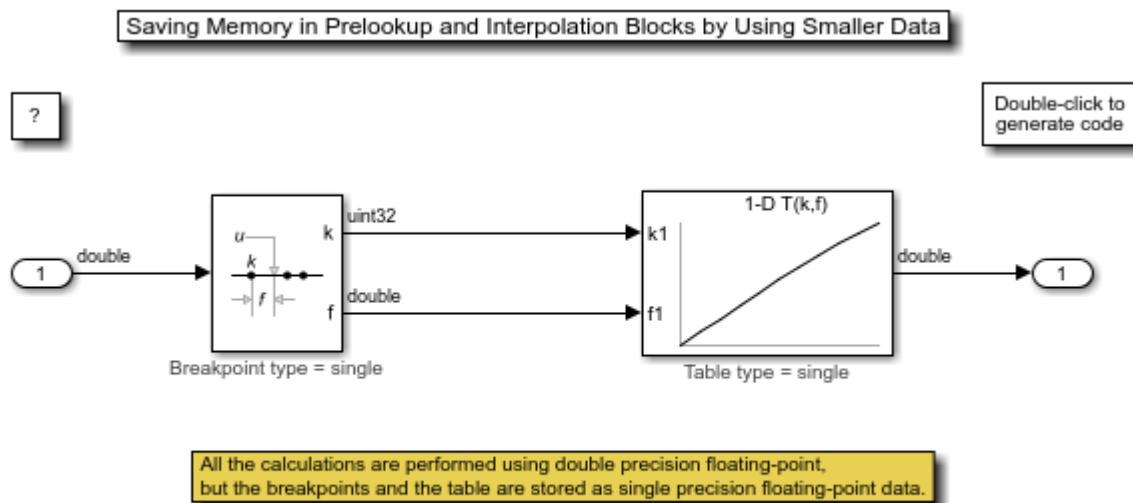 Saving Memory in Prelookup and Interpolation Blocks by Using Smaller Data
?
Double-click to
generate code
1
double
u
k
f
k
f
Breakpoint type = single
uint32
double
1-D T(k,f)
k1
f1
Table type = single
double
1
All the calculations are performed using double precision floating-point,
but the breakpoints and the table are stored as single precision floating-point data.